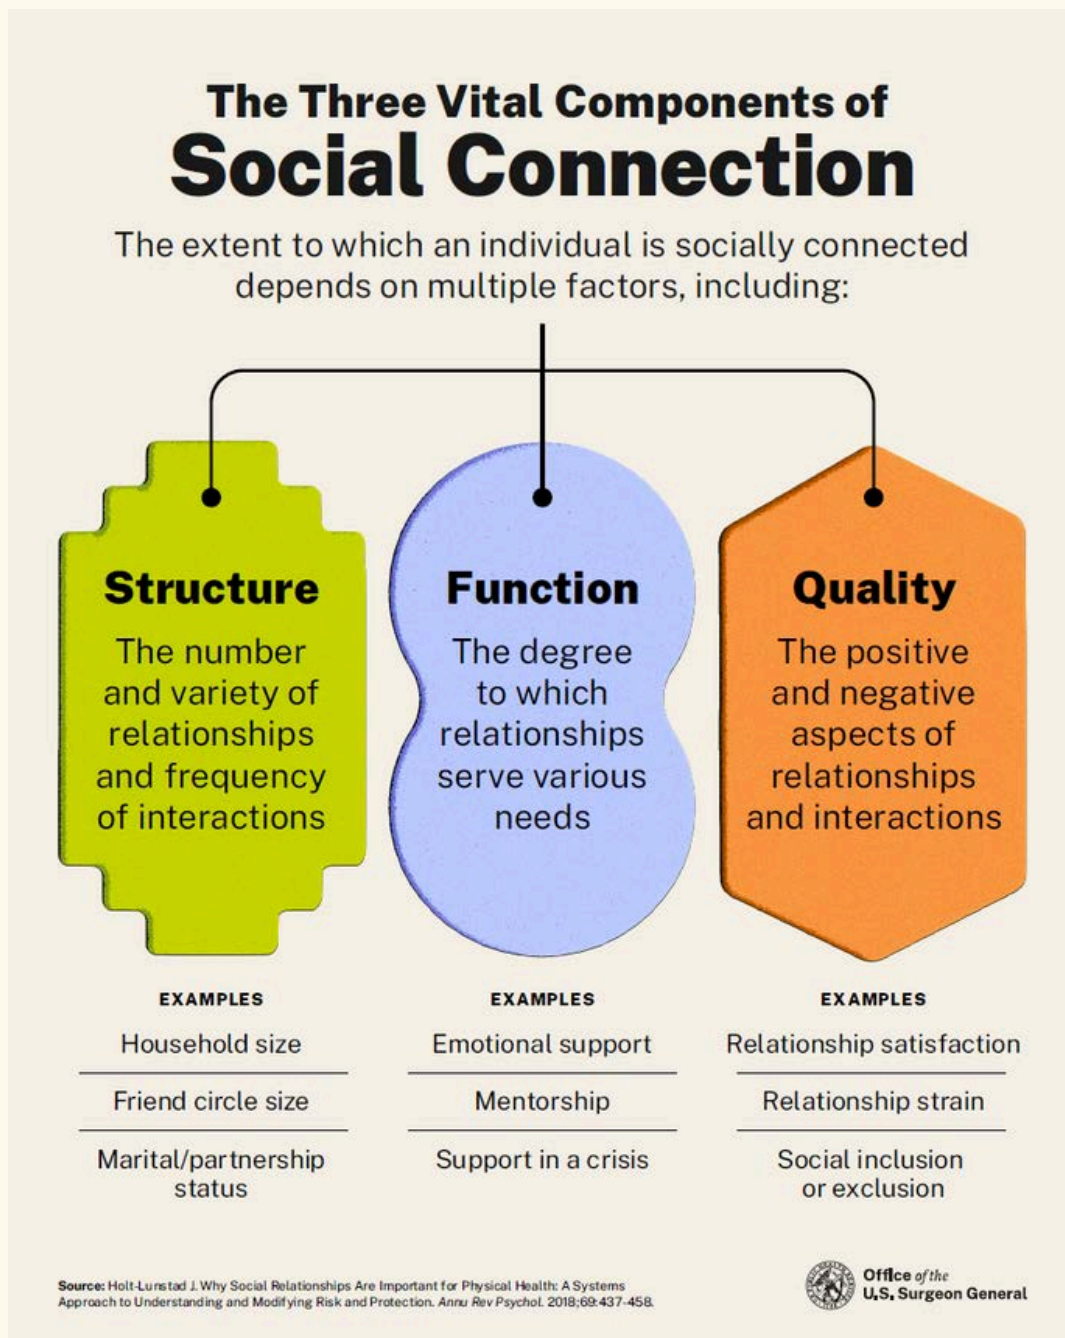 The Three Vital Components of
Social Connection
The extent to which an individual is socially connected
depends on multiple factors, including:
Structure
The number
and variety of
relationships
and frequency
of interactions
Function
The degree
to which
relationships
serve various
needs
Quality
The positive
and negative
aspects of
relationships
and interactions
EXAMPLES
Household size
Friend circle size
Marital/partnership
status
EXAMPLES
Emotional support
Mentorship
Support in a crisis
EXAMPLES
Relationship satisfaction
Relationship strain
Social inclusion
or exclusion
Source: Holt-Lunstad J. Why Social Relationships Are Important for Physical Health: A Systems
Approach to Understanding and Modifying Risk and Protection. Annu Rev Psychol. 2018;69:437-458.
Office of the
U.S. Surgeon General